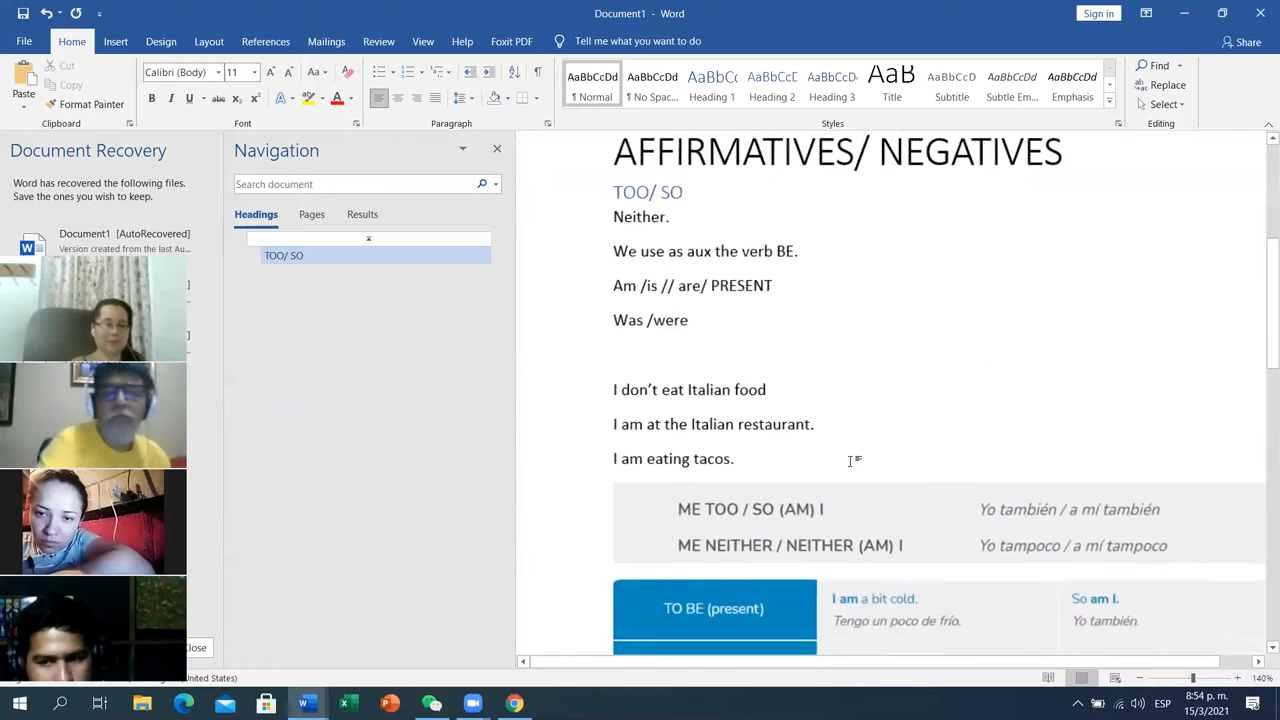 Document1 - Word
Sign in
File Home Insert Design Layout References Mailings Review View Help Foxit PDF Tell me what you want to do Share
Cut
Copy
Format Painter
Paste
Clipboard
Calibri (Body) 11
Font
Paragraph
AaBbCcDd AaBbCcDd AaBbCc AaBbCcD AaBbCcDc AaB AaBbCcD AaBbCcDd AaBbCcDd
¶ Normal ¶ No Spac... Heading 1 Heading 2 Heading 3 Title Subtitle Subtle Em... Emphasis
Styles
Find
Replace
Select
Editing
Document Recovery
Word has recovered the following files.
Save the ones you wish to keep.
Document1 [AutoRecovered]
Version created from the last Au...
Close
Navigation
Search document
Headings Pages Results
TOO/ SO
AFFIRMATIVES/ NEGATIVES
TOO/ SO
Neither.
We use as aux the verb BE.
Am /is // are/ PRESENT
Was /were
I don't eat Italian food
I am at the Italian restaurant.
I am eating tacos.
ME TOO / SO (AM) I Yo también / a mí también
ME NEITHER / NEITHER (AM) I Yo tampoco / a mí tampoco
TO BE (present)
I am a bit cold. So am I.
Tengo un poco de frío. Yo también.
(United States)
140%
ESP
8:54 p. m.
15/3/2021